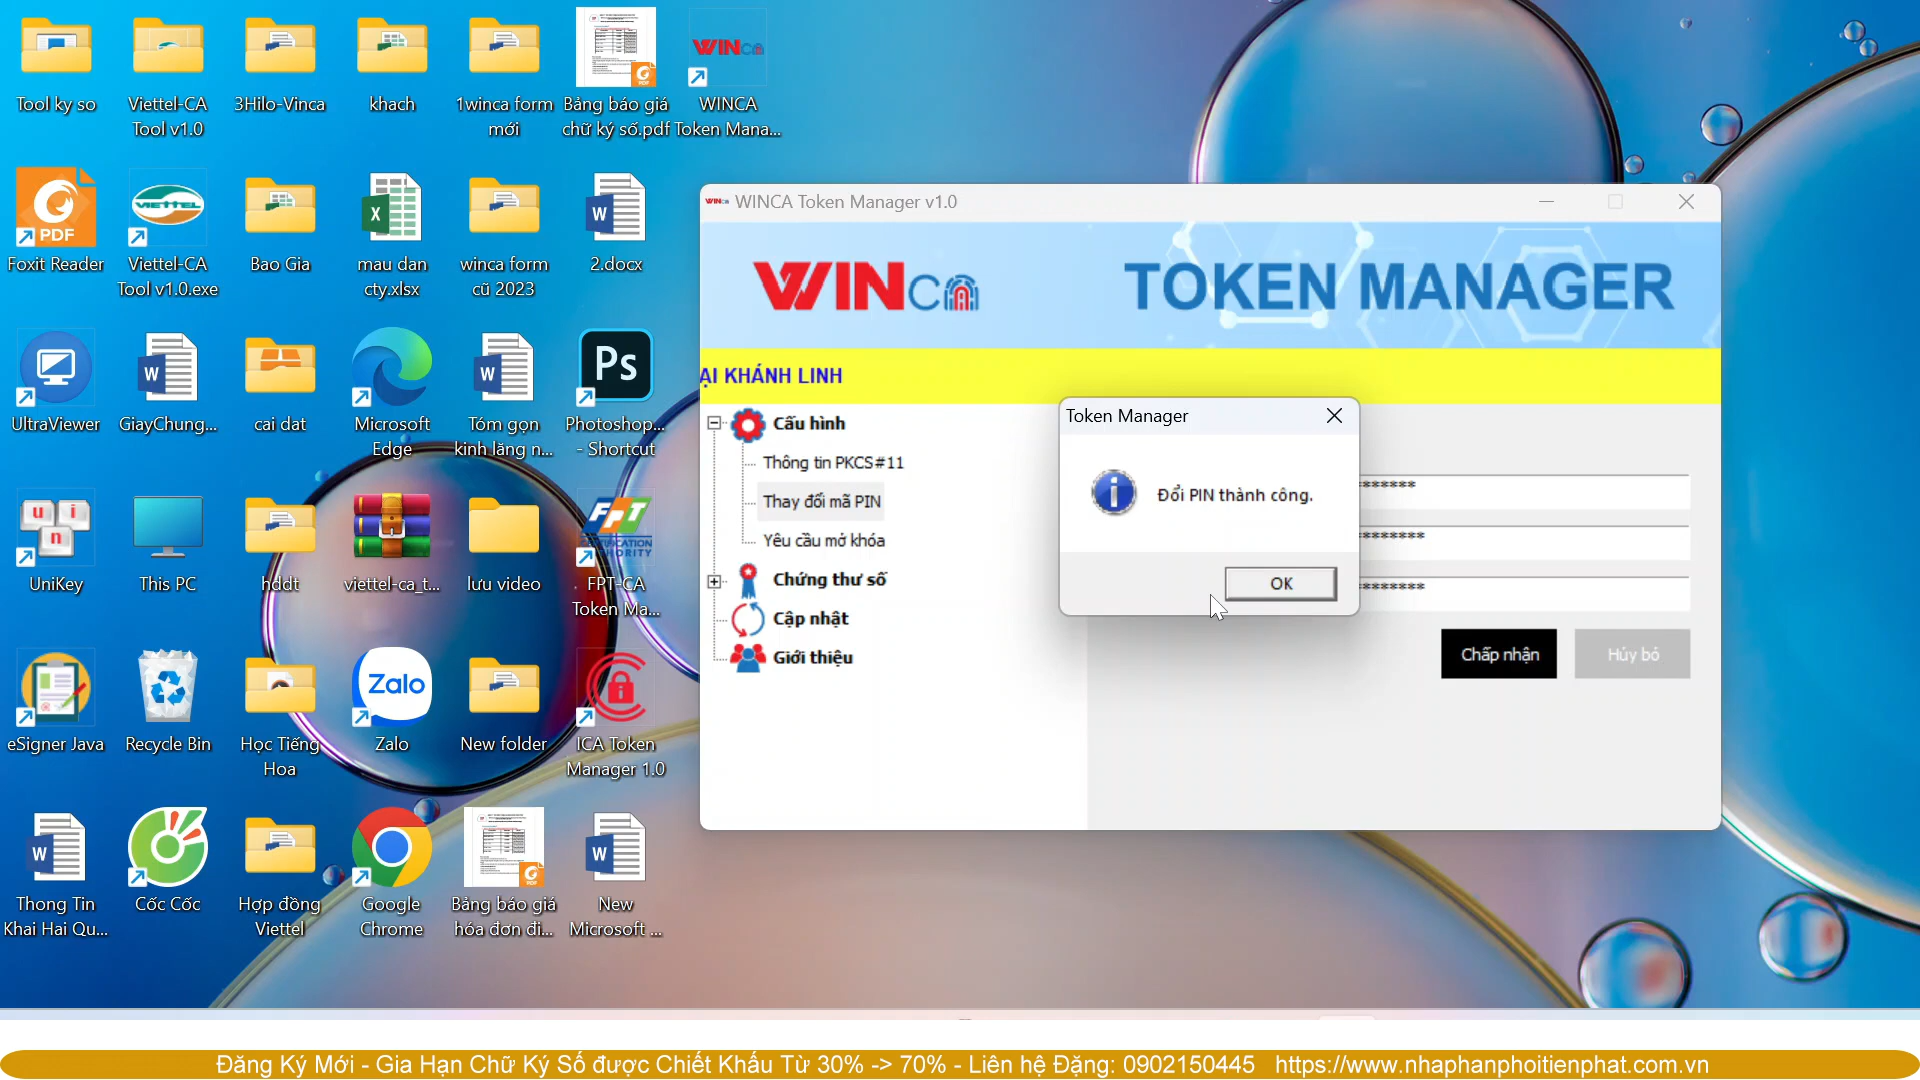 Tool ky so
Viettel-CA
Tool v1.0
3Hilo-Vinca
khach
1winca form
mới
Bảng báo giá
chữ ký số.pdf
WINCA
Token Mana...
PDF
Foxit Reader
VIETTEL
Viettel-CA
Tool v1.0.exe
Bao Gia
X
mau dan
cty.xlsx
winca form
cũ 2023
W
2.docx
UltraViewer
W
GiayChung...
cai dat
Microsoft
Edge
W
Tóm gọn
kinh lăng n...
Ps
Photoshop...
- Shortcut
u i
n
UniKey
This PC
hddt
viettel-ca_t...
lưu video
FPT
FPT-CA
Token Ma...
eSigner Java
Recycle Bin
Học Tiếng
Hoa
Zalo
Zalo
New folder
ICA Token
Manager 1.0
W
Thong Tin
Khai Hai Qu...
Cốc Cốc
Hợp đồng
Viettel
Google
Chrome
Bảng báo giá
hóa đơn đi...
W
New
Microsoft ...
WINCA Token Manager v1.0
WINCA
TOKEN MANAGER
ẠI KHÁNH LINH
Cấu hình
Thông tin PKCS#11
Thay đổi mã PIN
Yêu cầu mở khóa
Chứng thư số
Cập nhật
Giới thiệu
Token Manager
Đổi PIN thành công.
OK
*******
********
********
Chấp nhận
Hủy bỏ
Đăng Ký Mới - Gia Hạn Chữ Ký Số được Chiết Khấu Từ 30% -> 70% - Liên hệ Đặng: 0902150445 https://www.nhaphanphoitienphat.com.vn